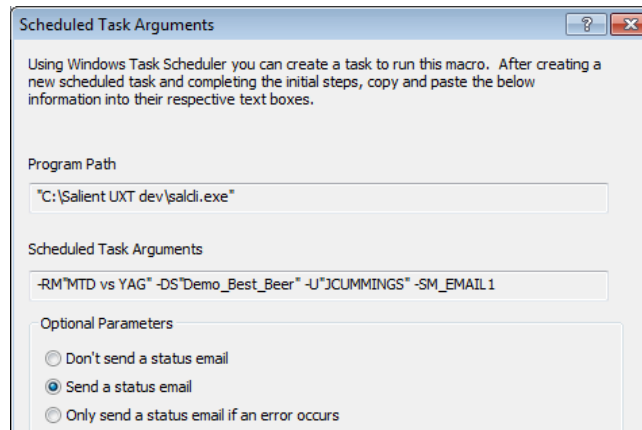 Scheduled Task Arguments
Using Windows Task Scheduler you can create a task to run this macro. After creating a
new scheduled task and completing the initial steps, copy and paste the below
information into their respective text boxes.
Program Path
"C:\Salient UXT dev\salcli.exe"
Scheduled Task Arguments
-RM"MTD vs YAG" -DS"Demo_Best_Beer" -U"JCUMMINGS" -SM_EMAIL1
Optional Parameters
Don't send a status email
Send a status email
Only send a status email if an error occurs